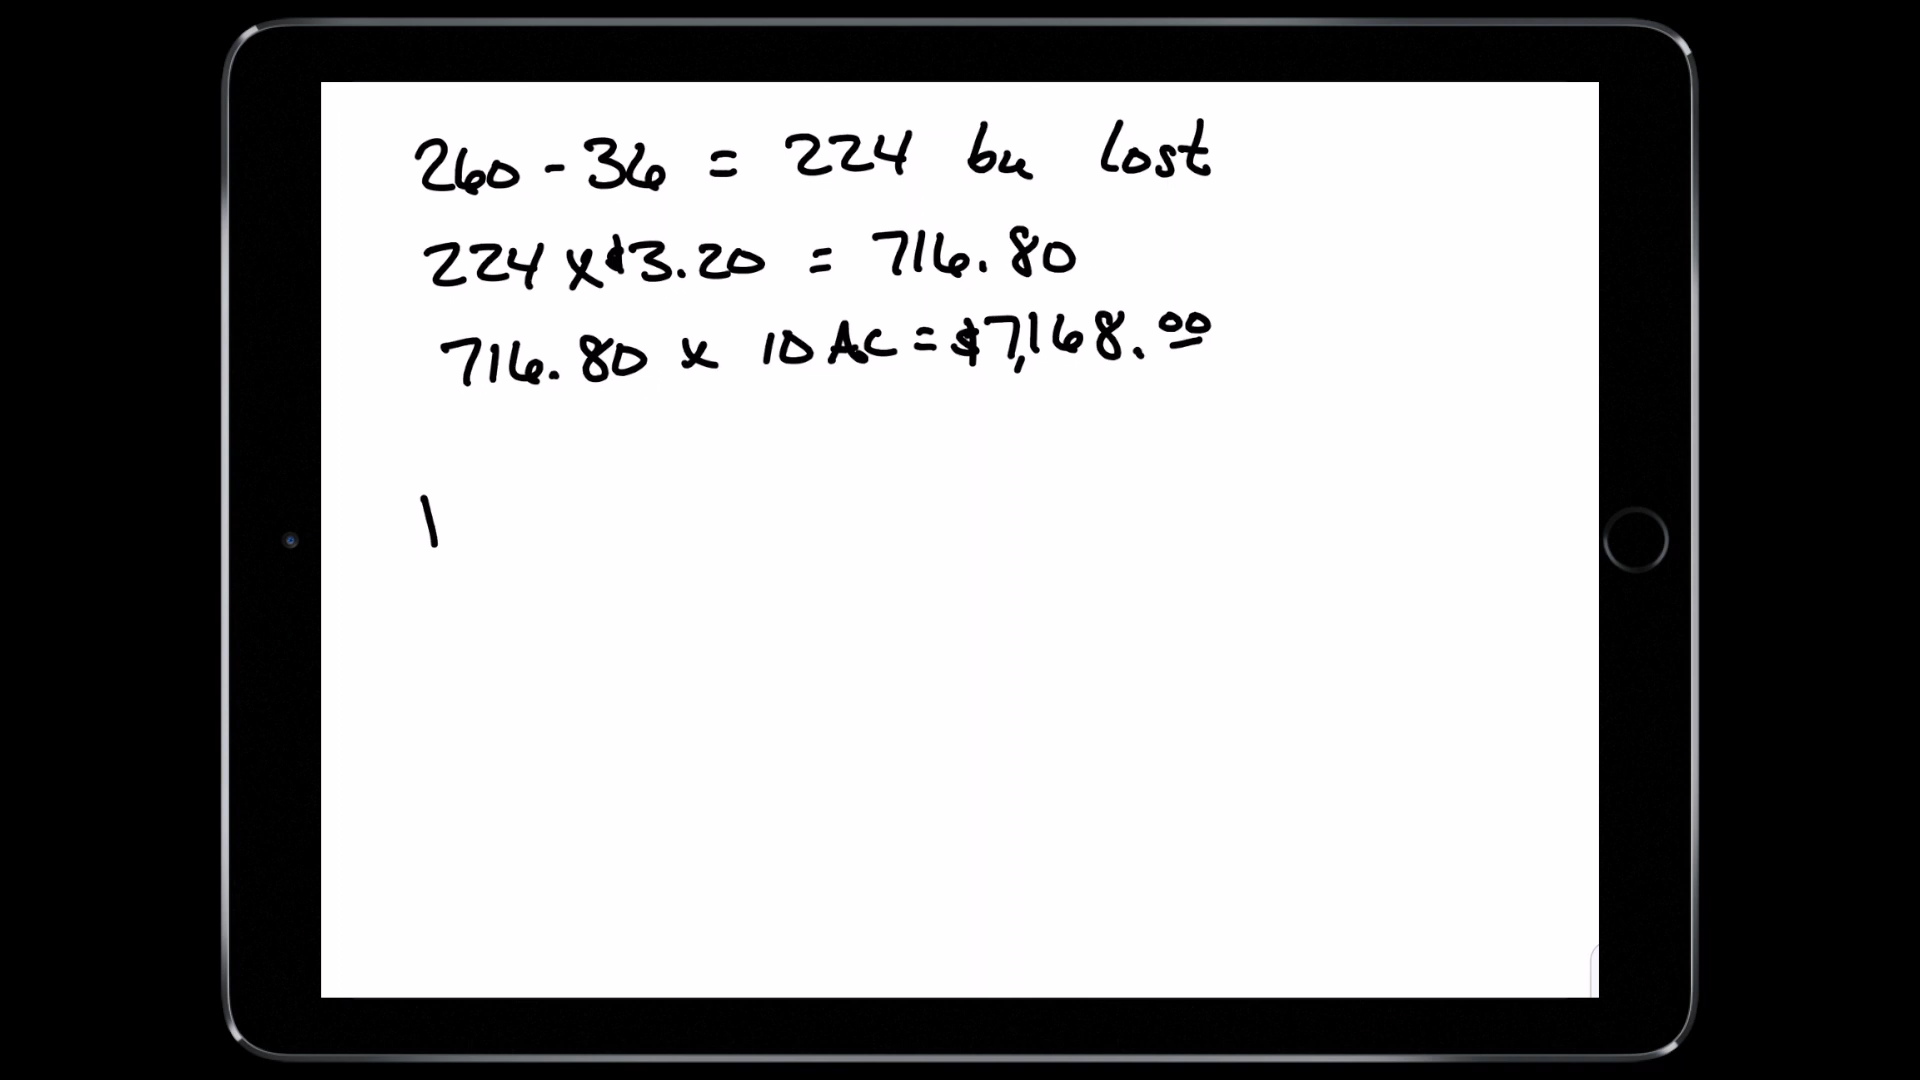 260 - 36 = 224 bu lost
224 x $3.20 = 716.80
716.80 x 10 AC = $7,168.00